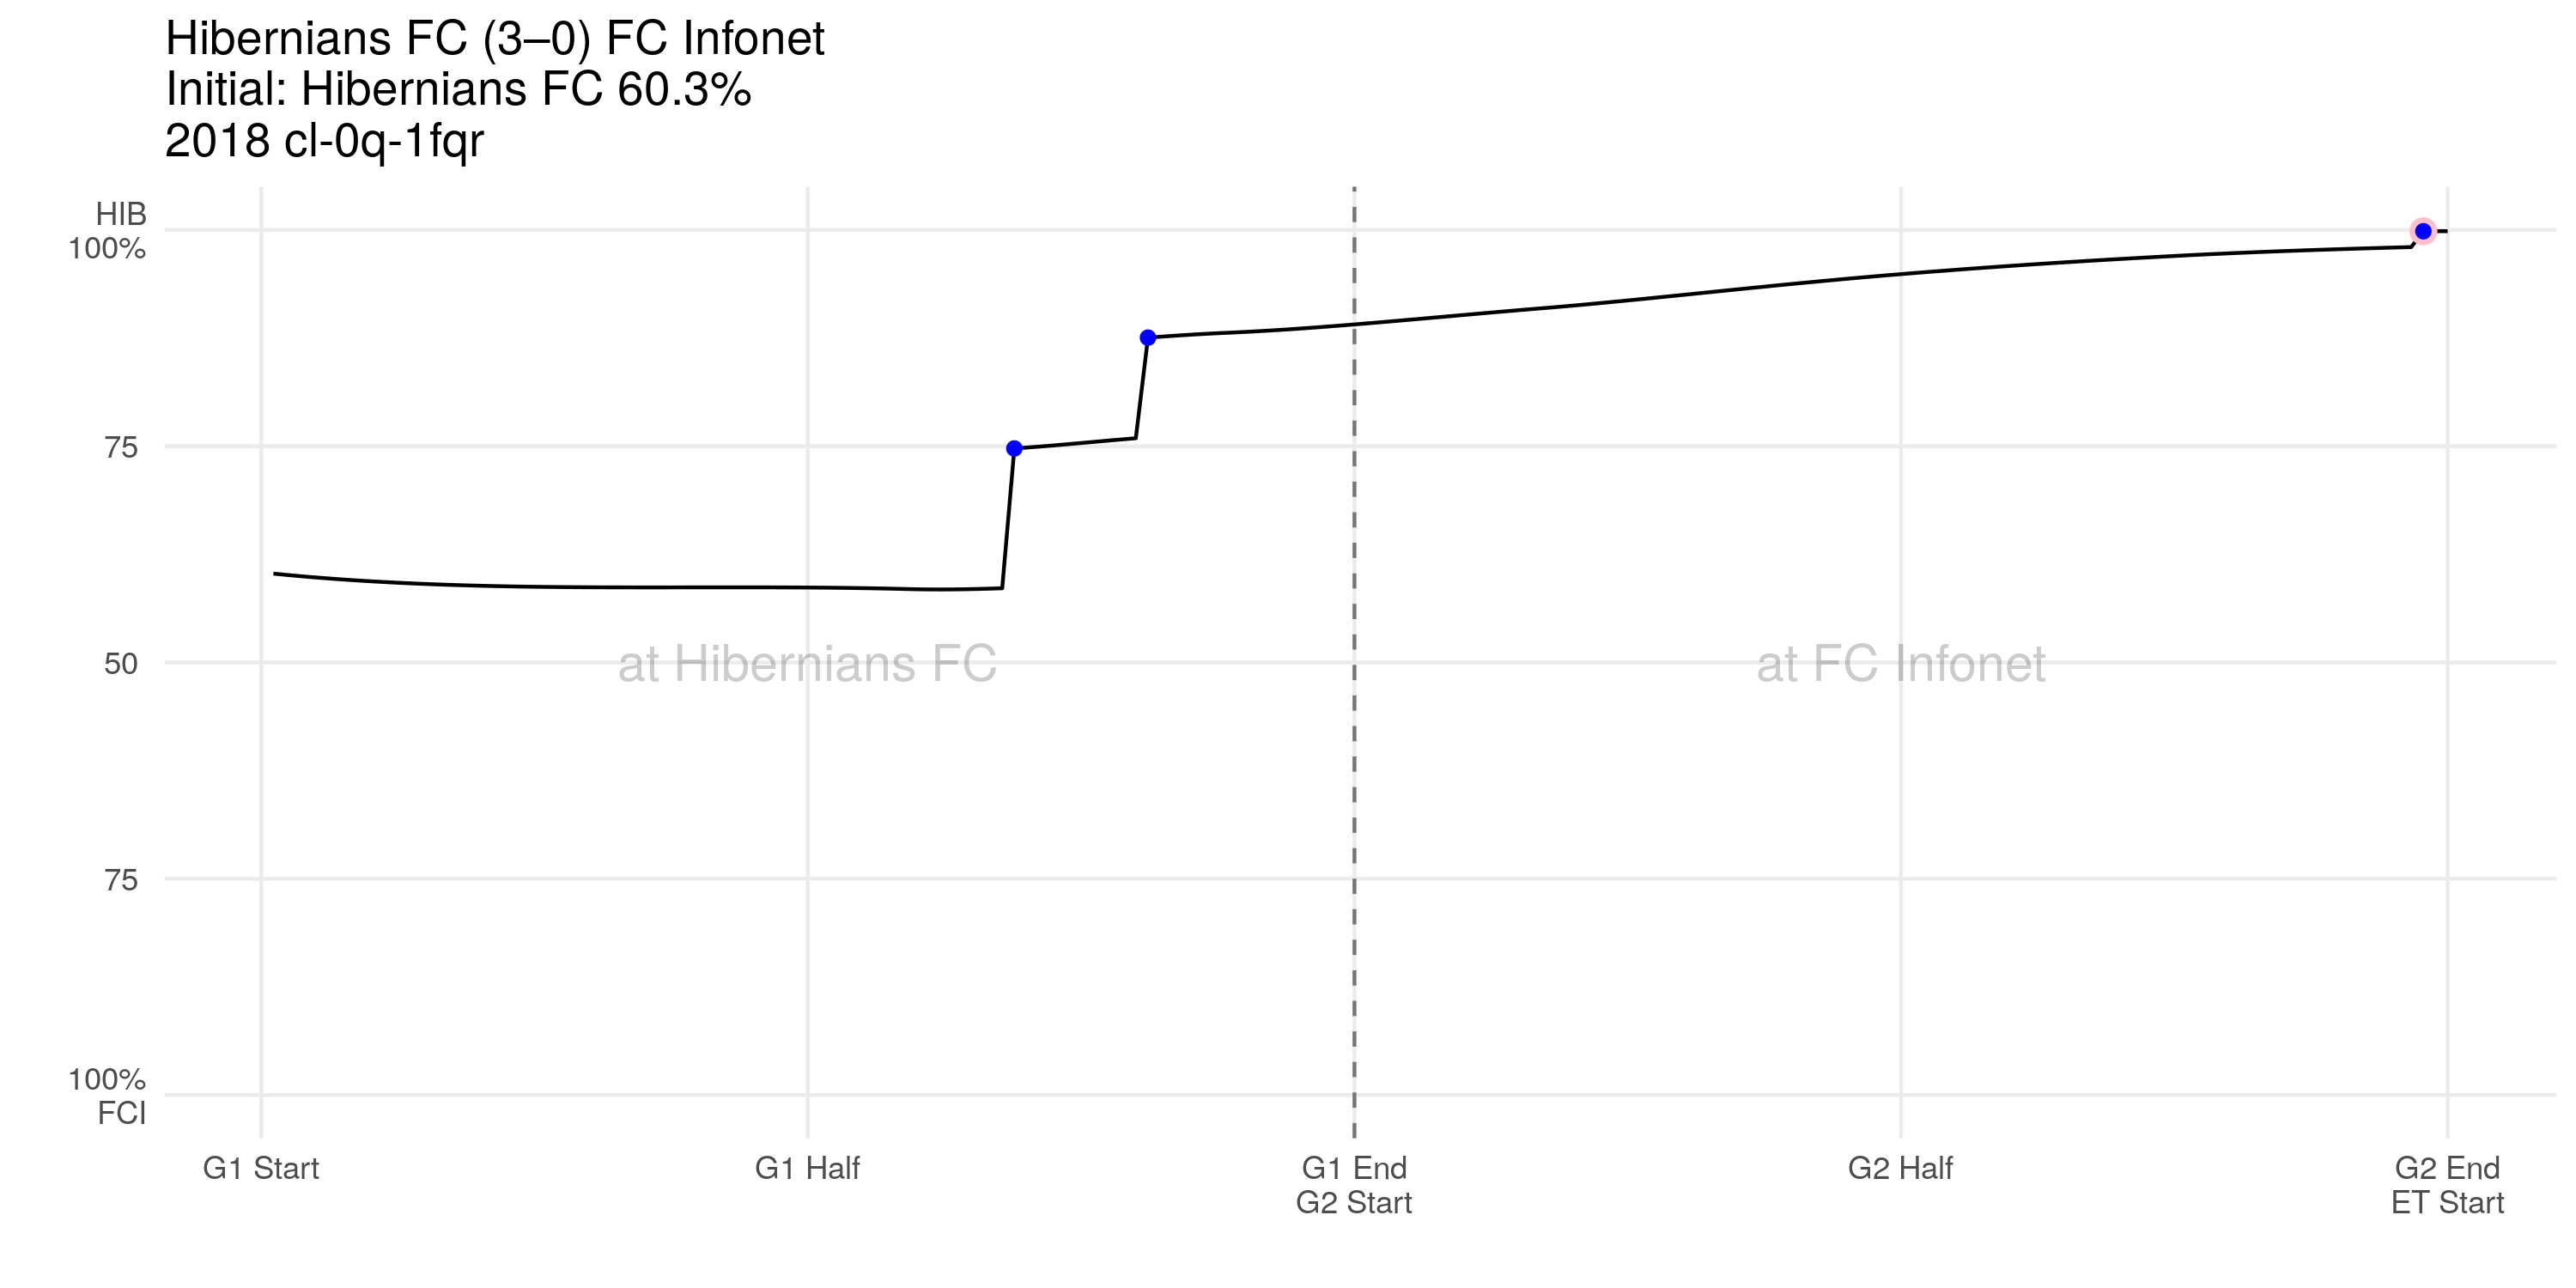 Hibernians FC (3–0) FC Infonet
Initial: Hibernians FC 60.3%
2018 cl-0q-1fqr
HIB
100%
75
50
75
100%
FCI
at Hibernians FC
at FC Infonet
G1 Start
G1 Half
G1 End
G2 Start
G2 Half
G2 End
ET Start